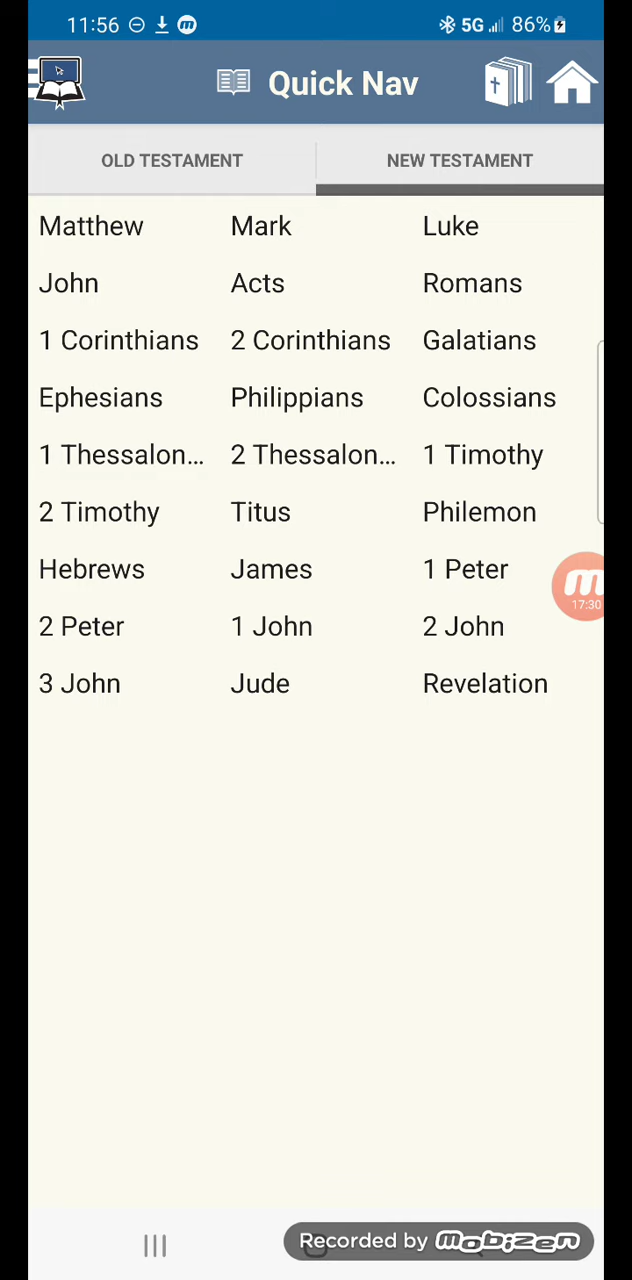 11:56 5G 86%
Quick Nav
OLD TESTAMENT NEW TESTAMENT
Matthew Mark Luke
John Acts Romans
1 Corinthians 2 Corinthians Galatians
Ephesians Philippians Colossians
1 Thessalon... 2 Thessalon... 1 Timothy
2 Timothy Titus Philemon
Hebrews James 1 Peter
17:30
2 Peter 1 John 2 John
3 John Jude Revelation
Recorded by mobizen